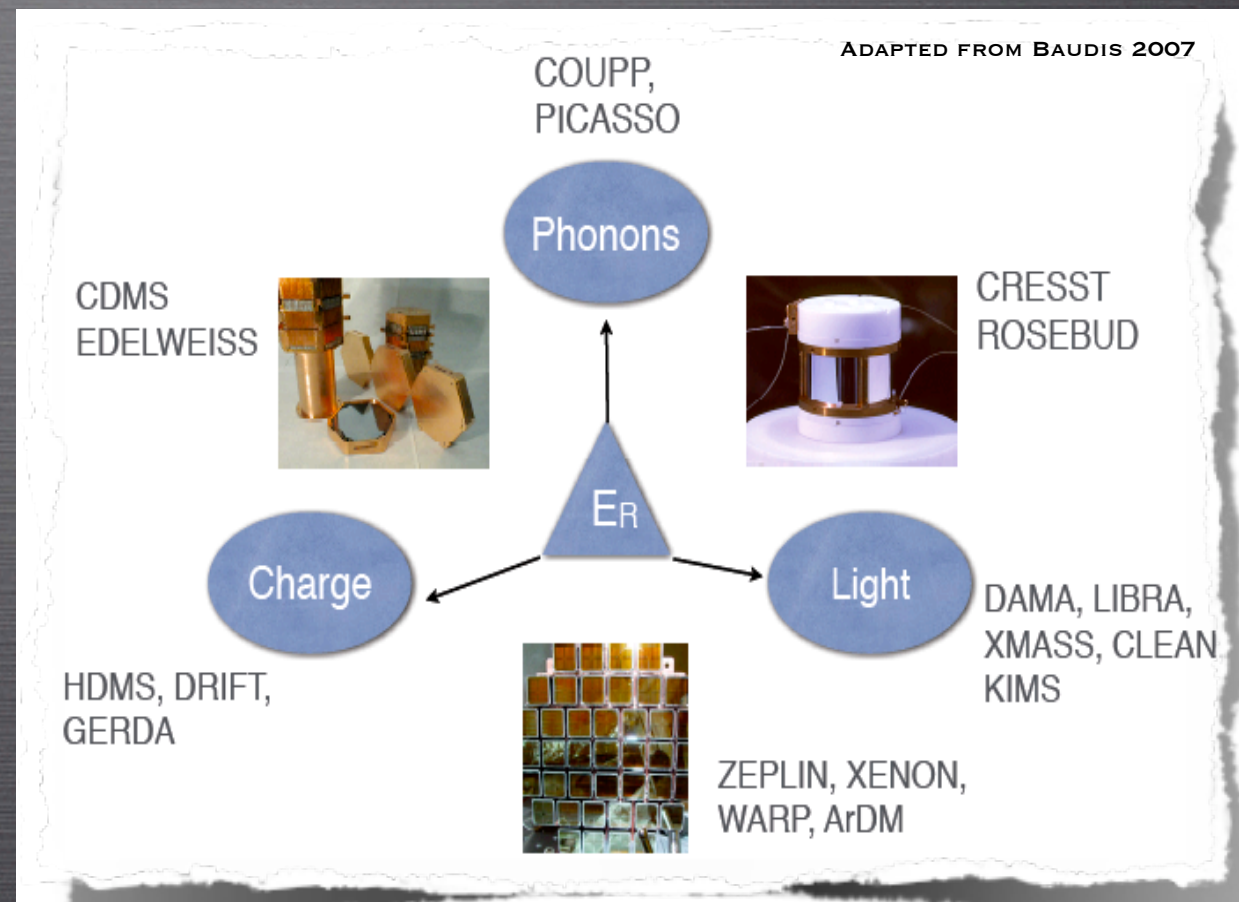 ADAPTED FROM BAUDIS 2007
COUPP,
PICASSO
Phonons
CDMS
EDELWEISS
CRESST
ROSEBUD
ER
Charge
Light
DAMA, LIBRA,
XMASS, CLEAN
KIMS
HDMS, DRIFT,
GERDA
ZEPLIN, XENON,
WARP, ArDM